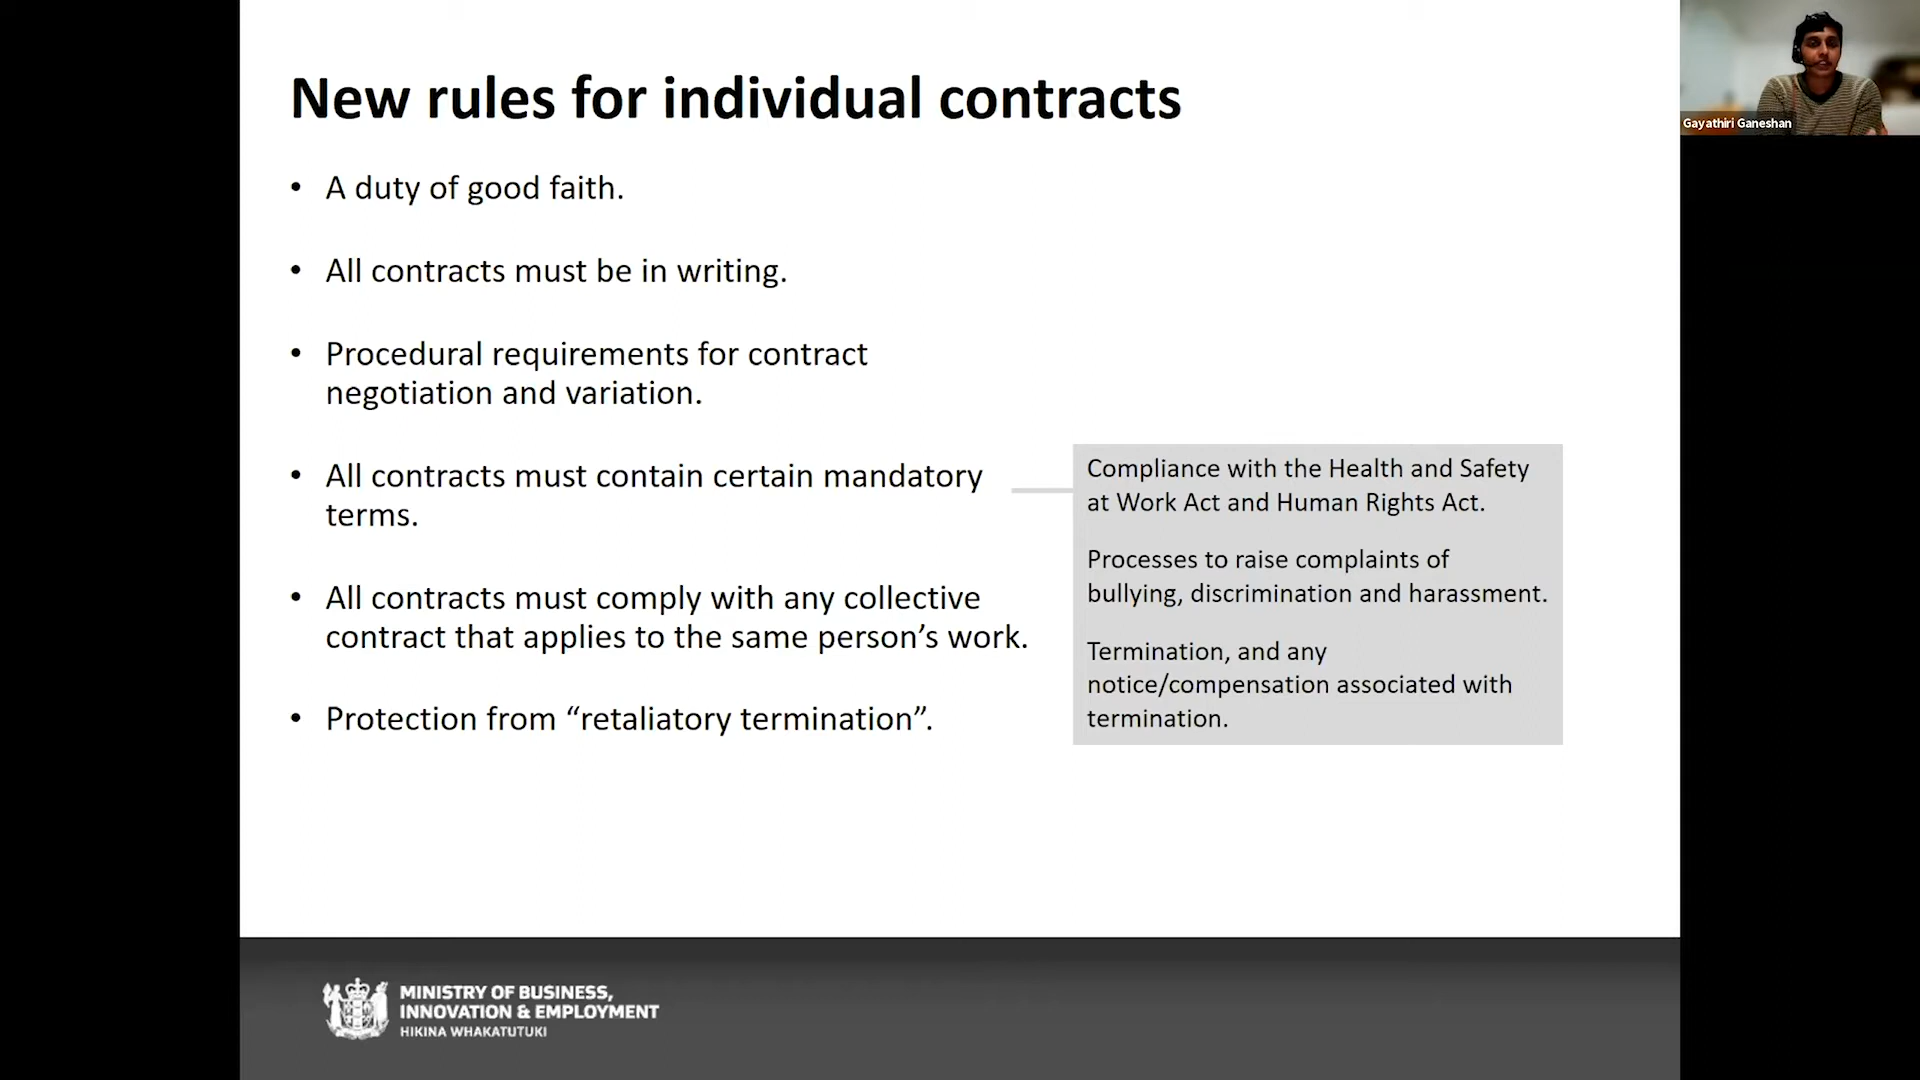 New rules for individual contracts
• A duty of good faith.
• All contracts must be in writing.
• Procedural requirements for contract
negotiation and variation.
• All contracts must contain certain mandatory
terms.
• All contracts must comply with any collective
contract that applies to the same person’s work.
• Protection from “retaliatory termination”.
Compliance with the Health and Safety
at Work Act and Human Rights Act.
Processes to raise complaints of
bullying, discrimination and harassment.
Termination, and any
notice/compensation associated with
termination.
MINISTRY OF BUSINESS,
INNOVATION & EMPLOYMENT
HIKINA WHAKATUTUKI
Gayathiri Ganeshan